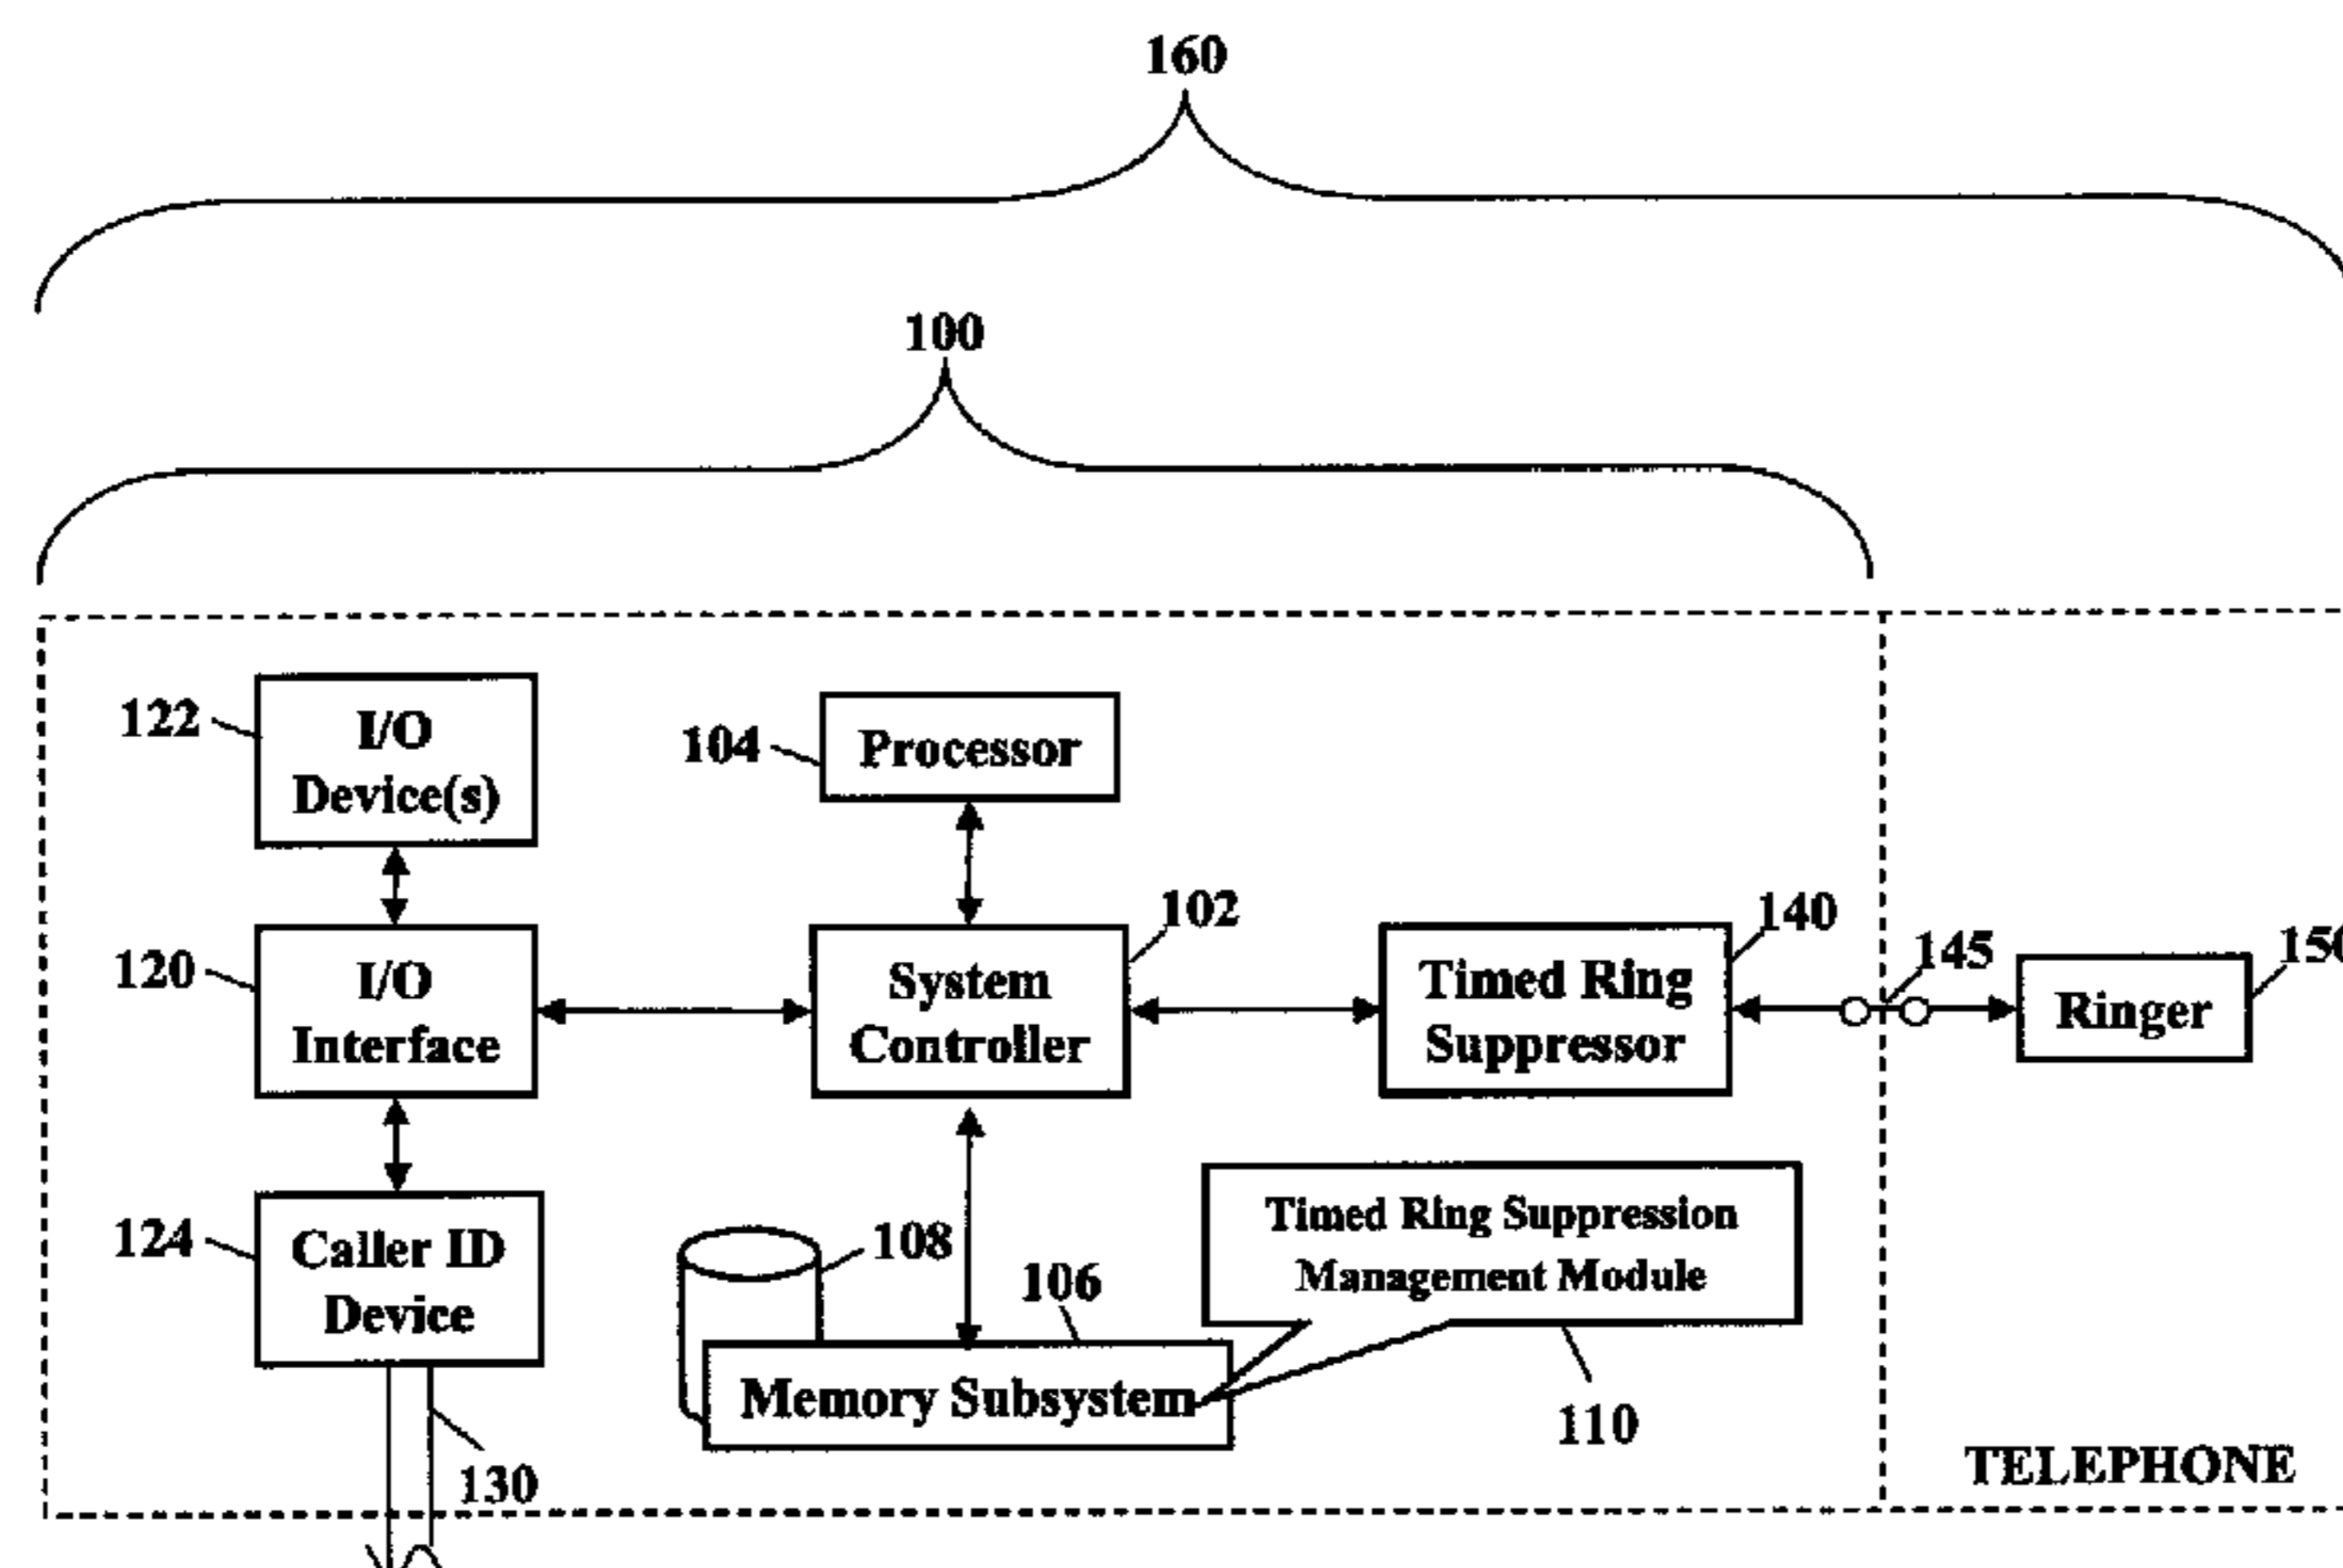 160
100
122
I/O
Device(s)
104
Processor
120
I/O
Interface
102
System
Controller
140
Timed Ring
Suppressor
145
Ringer
150
124
Caller ID
Device
108
106
Memory Subsystem
Timed Ring Suppression
Management Module
110
130
TELEPHONE